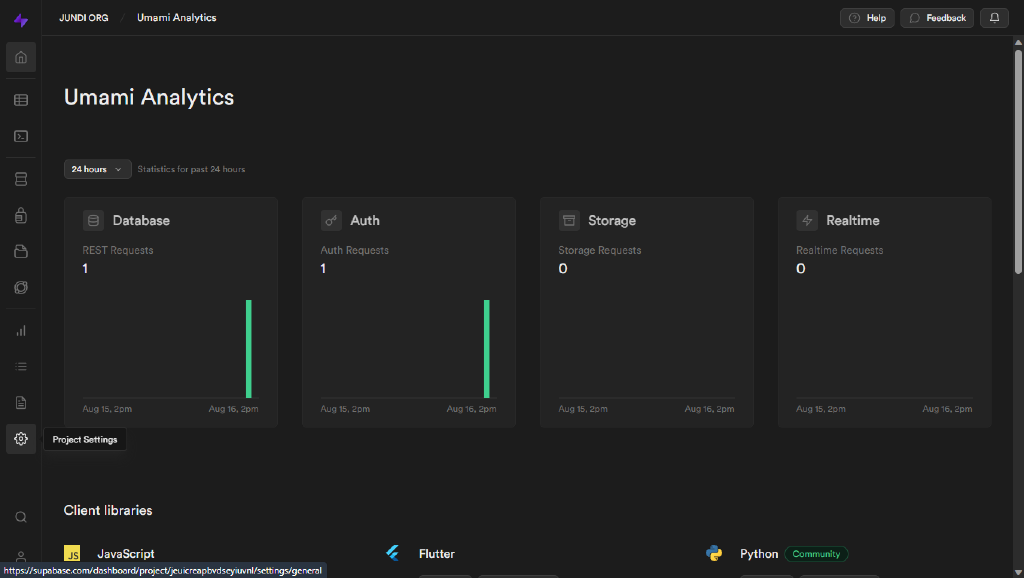 JUNDI ORG / Umami Analytics Help Feedback
Umami Analytics
24 hours Statistics for past 24 hours
Database Auth Storage Realtime
REST Requests Auth Requests Storage Requests Realtime Requests
1 1 0 0
Aug 15, 2pm Aug 16, 2pm Aug 15, 2pm Aug 16, 2pm Aug 15, 2pm Aug 16, 2pm Aug 15, 2pm Aug 16, 2pm
Project Settings
Client libraries
JS JavaScript Flutter Python Community
https://supabase.com/dashboard/project/jeuicreapbvdseyiuvnl/settings/general